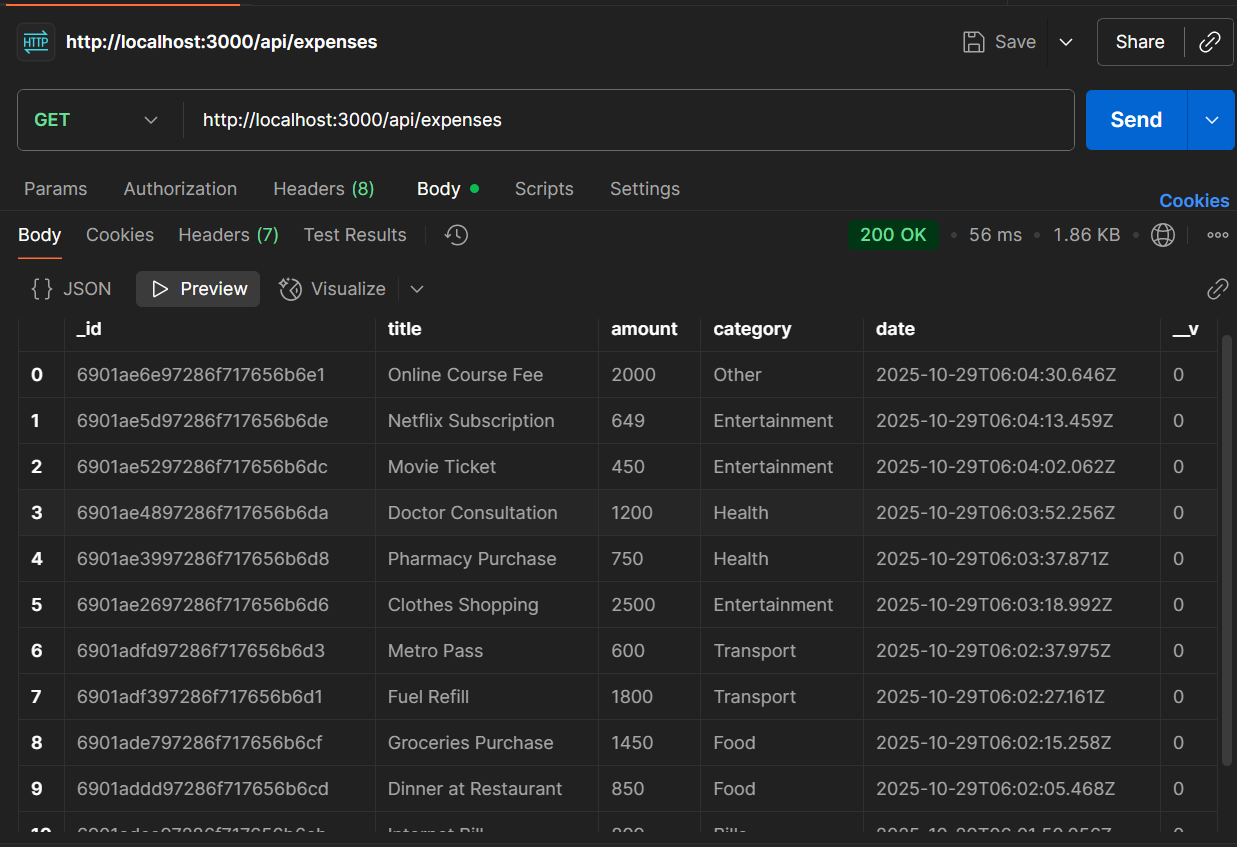 HTTP http://localhost:3000/api/expenses Save Share
GET http://localhost:3000/api/expenses Send
Params Authorization Headers (8) Body Scripts Settings
Cookies
Body Cookies Headers (7) Test Results 200 OK 56 ms 1.86 KB
{} JSON Preview Visualize
_id title amount category date __v
0 6901ae6e97286f717656b6e1 Online Course Fee 2000 Other 2025-10-29T06:04:30.646Z 0
1 6901ae5d97286f717656b6de Netflix Subscription 649 Entertainment 2025-10-29T06:04:13.459Z 0
2 6901ae5297286f717656b6dc Movie Ticket 450 Entertainment 2025-10-29T06:04:02.062Z 0
3 6901ae4897286f717656b6da Doctor Consultation 1200 Health 2025-10-29T06:03:52.256Z 0
4 6901ae3997286f717656b6d8 Pharmacy Purchase 750 Health 2025-10-29T06:03:37.871Z 0
5 6901ae2697286f717656b6d6 Clothes Shopping 2500 Entertainment 2025-10-29T06:03:18.992Z 0
6 6901adfd97286f717656b6d3 Metro Pass 600 Transport 2025-10-29T06:02:37.975Z 0
7 6901adf397286f717656b6d1 Fuel Refill 1800 Transport 2025-10-29T06:02:27.161Z 0
8 6901ade797286f717656b6cf Groceries Purchase 1450 Food 2025-10-29T06:02:15.258Z 0
9 6901addd97286f717656b6cd Dinner at Restaurant 850 Food 2025-10-29T06:02:05.468Z 0
10 Internet Bill Bills